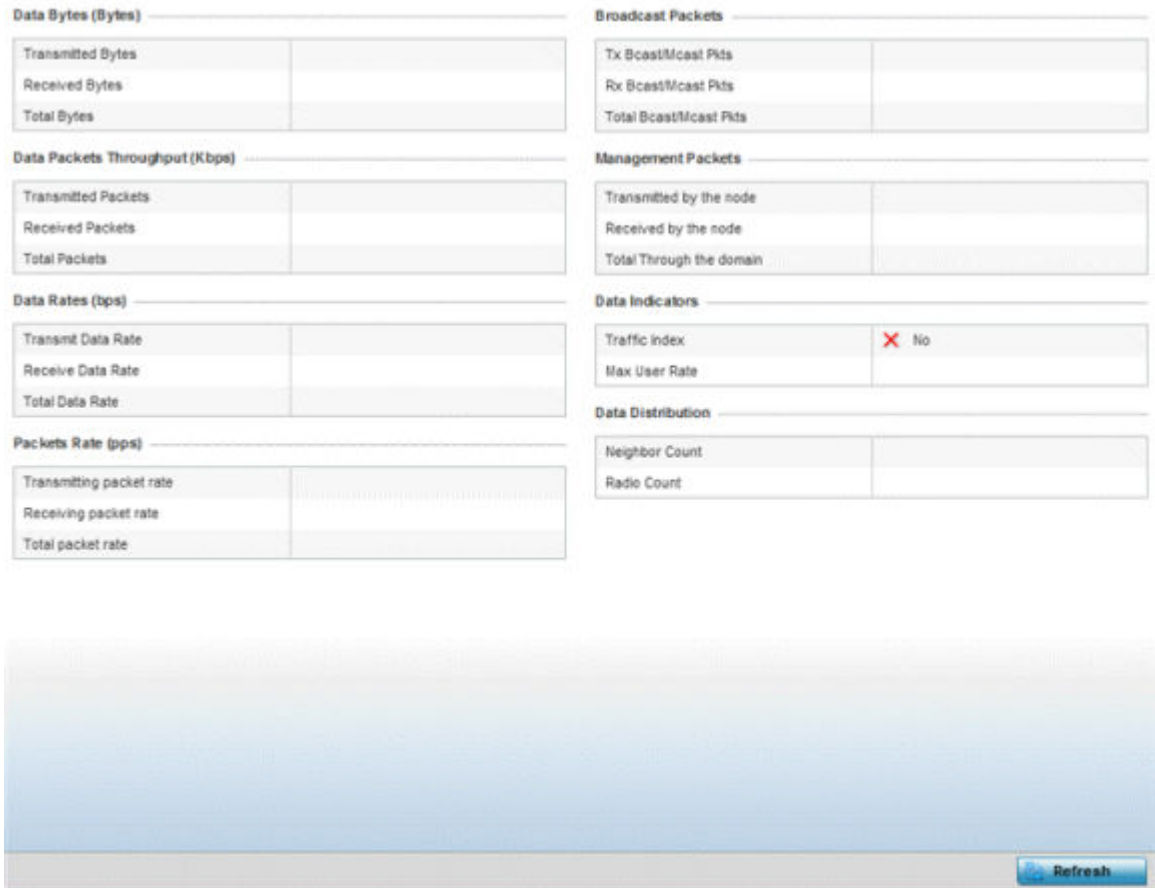 Data Bytes (Bytes)
Transmitted Bytes
Received Bytes
Total Bytes
Data Packets Throughput (Kbps)
Transmitted Packets
Received Packets
Total Packets
Data Rates (bps)
Transmit Data Rate
Receive Data Rate
Total Data Rate
Packets Rate (pps)
Transmitting packet rate
Receiving packet rate
Total packet rate
Broadcast Packets
Tx Bcast/Mcast Pkts
Rx Bcast/Mcast Pkts
Total Bcast/Mcast Pkts
Management Packets
Transmitted by the node
Received by the node
Total Through the domain
Data Indicators
Traffic Index No
Max User Rate
Data Distribution
Neighbor Count
Radio Count
Refresh